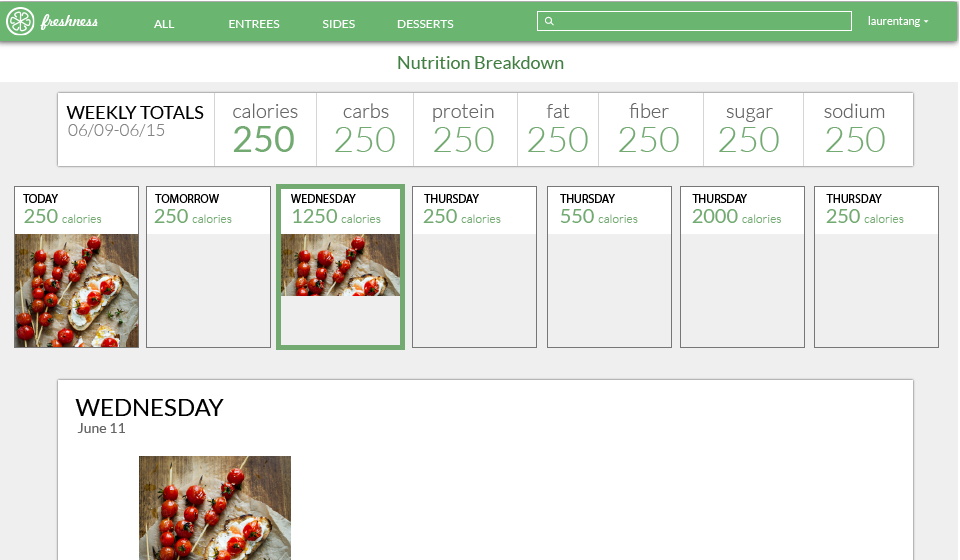 freshness ALL ENTREES SIDES DESSERTS laurentang
Nutrition Breakdown
WEEKLY TOTALS calories carbs protein fat fiber sugar sodium
06/09-06/15 250 250 250 250 250 250 250
TODAY TOMORROW WEDNESDAY THURSDAY THURSDAY THURSDAY THURSDAY
250 calories 250 calories 1250 calories 250 calories 550 calories 2000 calories 250 calories
WEDNESDAY
June 11